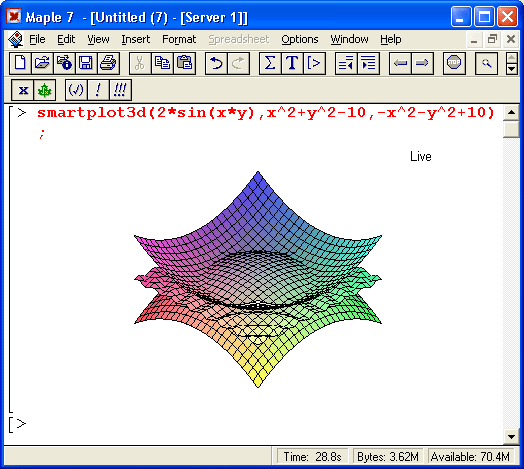 Maple 7 - [Untitled (7) - [Server 1]]
File Edit View Insert Format Spreadsheet Options Window Help
Σ T [>
x (√) ! !!!
[> smartplot3d(2*sin(x*y),x^2+y^2-10,-x^2-y^2+10)
;
Live
[>
Time: 28.8s Bytes: 3.62M Available: 70.4M